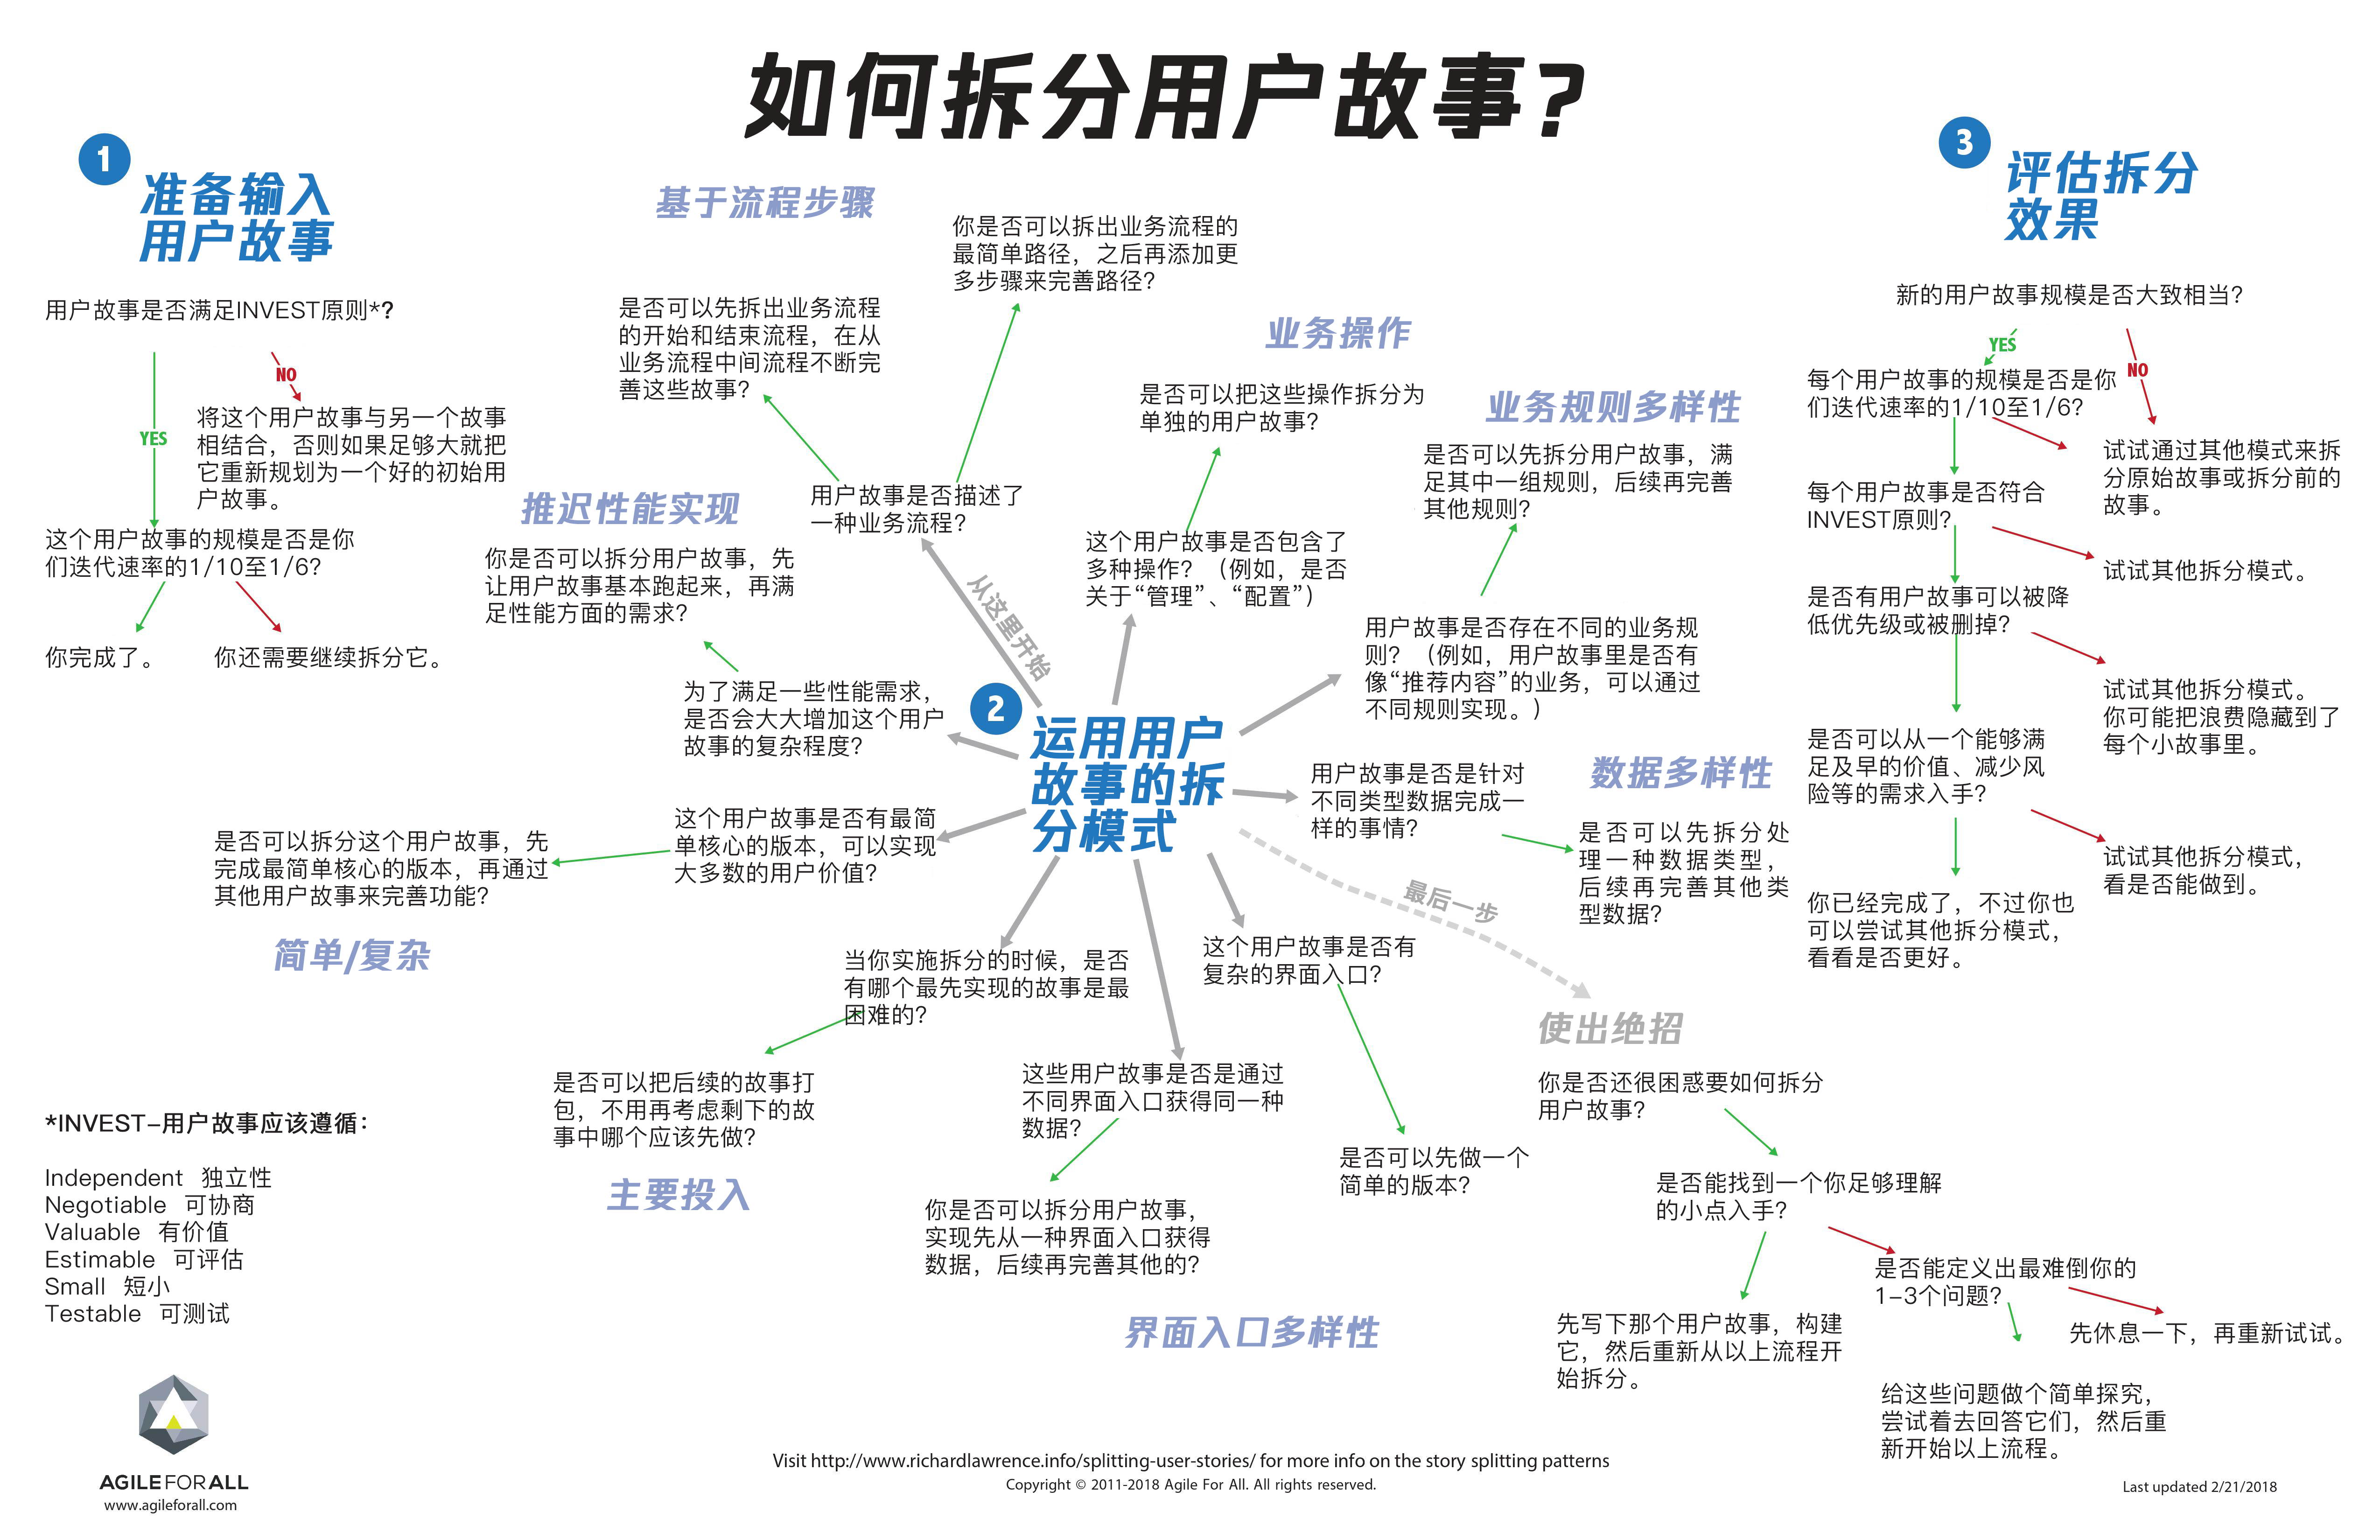 如何拆分用户故事?
1
准备输入
用户故事
用户故事是否满足INVEST原则*?
YES
NO
将这个用户故事与另一个故事
相结合，否则如果足够大就把
它重新规划为一个好的初始用
户故事。
这个用户故事的规模是否是你
们迭代速率的1/10至1/6？
你完成了。
你还需要继续拆分它。
*INVEST-用户故事应该遵循：
Independent 独立性
Negotiable 可协商
Valuable 有价值
Estimable 可评估
Small 短小
Testable 可测试
AGILE FOR ALL
www.agileforall.com
2
运用用户
故事的拆
分模式
从这里开始
用户故事是否描述了
一种业务流程？
基于流程步骤
是否可以先拆出业务流程
的开始和结束流程，在从
业务流程中间流程不断完
善这些故事？
你是否可以拆出业务流程的
最简单路径，之后再添加更
多步骤来完善路径？
业务操作
是否可以把这些操作拆分为
单独的用户故事？
这个用户故事是否包含了
多种操作？（例如，是否
关于“管理”、“配置”）
业务规则多样性
是否可以先拆分用户故事，满
足其中一组规则，后续再完善
其他规则？
用户故事是否存在不同的业务规
则？（例如，用户故事里是否有
像“推荐内容”的业务，可以通过
不同规则实现。）
数据多样性
用户故事是否是针对
不同类型数据完成一
样的事情？
是否可以先拆分处
理一种数据类型，
后续再完善其他类
型数据？
这个用户故事是否有
复杂的界面入口？
是否可以先做一个
简单的版本？
这些用户故事是否是通过
不同界面入口获得同一种
数据？
你是否可以拆分用户故事，
实现先从一种界面入口获得
数据，后续再完善其他的？
界面入口多样性
当你实施拆分的时候，是否
有哪个最先实现的故事是最
困难的？
是否可以把后续的故事打
包，不用再考虑剩下的故
事中哪个应该先做？
主要投入
这个用户故事是否有最简
单核心的版本，可以实现
大多数的用户价值？
是否可以拆分这个用户故事，先
完成最简单核心的版本，再通过
其他用户故事来完善功能？
简单/复杂
为了满足一些性能需求，
是否会大大增加这个用户
故事的复杂程度？
推迟性能实现
你是否可以拆分用户故事，先
让用户故事基本跑起来，再满
足性能方面的需求？
最后一步
使出绝招
你是否还很困惑要如何拆分
用户故事？
是否能找到一个你足够理解
的小点入手？
先写下那个用户故事，构建
它，然后重新从以上流程开
始拆分。
是否能定义出最难倒你的
1-3个问题？
先休息一下，再重新试试。
给这些问题做个简单探究，
尝试着去回答它们，然后重
新开始以上流程。
3
评估拆分
效果
新的用户故事规模是否大致相当？
YES
NO
每个用户故事的规模是否是你
们迭代速率的1/10至1/6？
试试通过其他模式来拆
分原始故事或拆分前的
故事。
每个用户故事是否符合
INVEST原则？
试试其他拆分模式。
是否有用户故事可以被降
低优先级或被删掉？
试试其他拆分模式。
你可能把浪费隐藏到了
每个小故事里。
是否可以从一个能够满
足及早的价值、减少风
险等的需求入手？
试试其他拆分模式，
看是否能做到。
你已经完成了，不过你也
可以尝试其他拆分模式，
看看是否更好。
Visit http://www.richardlawrence.info/splitting-user-stories/ for more info on the story splitting patterns
Copyright © 2011-2018 Agile For All. All rights reserved.
Last updated 2/21/2018